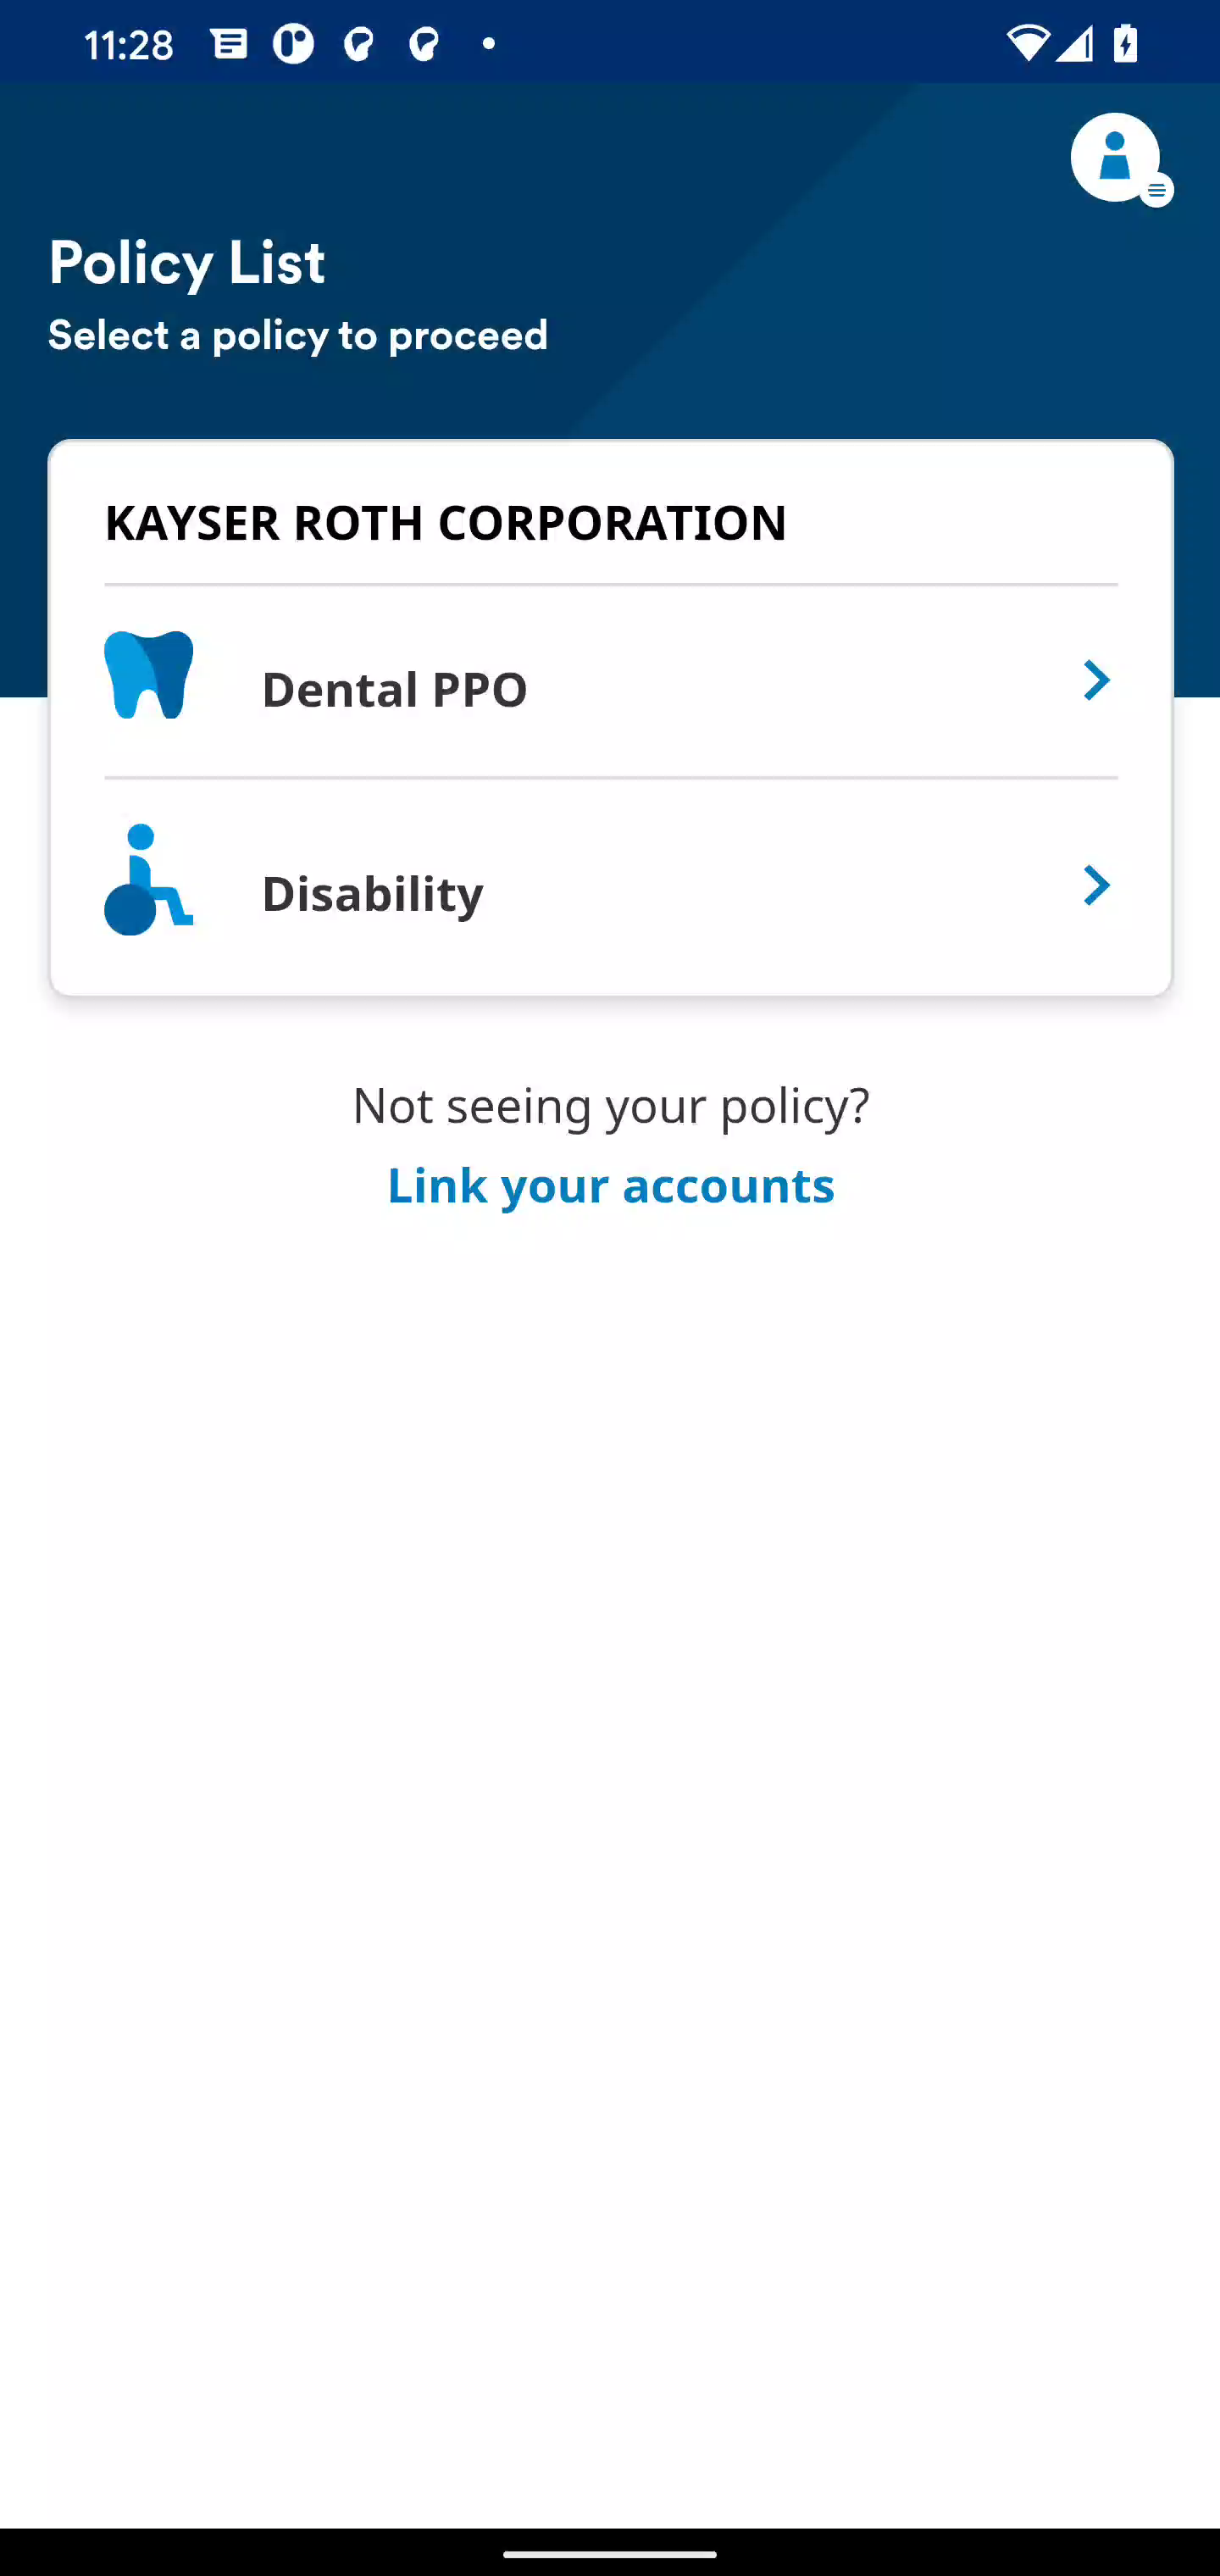 11:28
Policy List
Select a policy to proceed
KAYSER ROTH CORPORATION
Dental PPO
Disability
Not seeing your policy?
Link your accounts